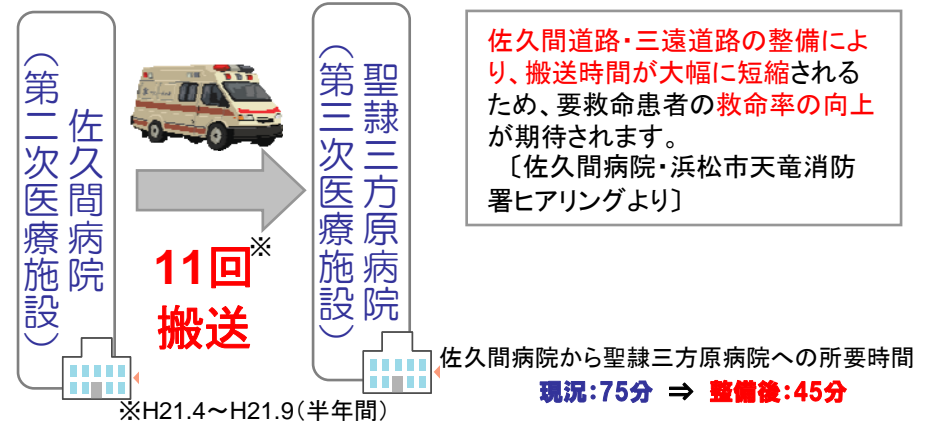 佐久間病院
（第二次医療施設）
11回※
搬送
聖隷三方原病院
（第三次医療施設）
※H21.4～H21.9（半年間）
佐久間道路・三遠道路の整備によ
り、搬送時間が大幅に短縮される
ため、要救命患者の救命率の向上
が期待されます。
〔佐久間病院・浜松市天竜消防
署ヒアリングより〕
佐久間病院から聖隷三方原病院への所要時間
現況：75分 ⇒ 整備後：45分